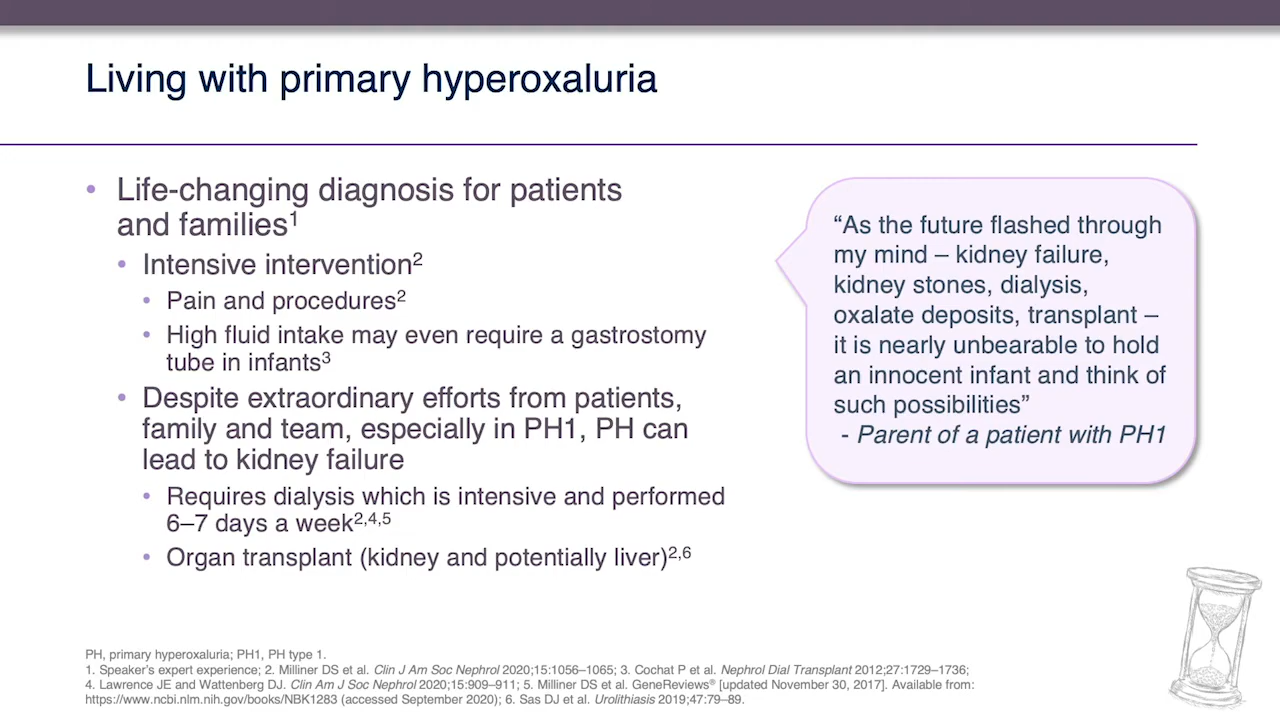 Living with primary hyperoxaluria
• Life-changing diagnosis for patients
and families1
• Intensive intervention2
• Pain and procedures2
• High fluid intake may even require a gastrostomy
tube in infants3
• Despite extraordinary efforts from patients,
family and team, especially in PH1, PH can
lead to kidney failure
• Requires dialysis which is intensive and performed
6–7 days a week2,4,5
• Organ transplant (kidney and potentially liver)2,6
“As the future flashed through
my mind – kidney failure,
kidney stones, dialysis,
oxalate deposits, transplant –
it is nearly unbearable to hold
an innocent infant and think of
such possibilities”
- Parent of a patient with PH1
PH, primary hyperoxaluria; PH1, PH type 1.
1. Speaker’s expert experience; 2. Milliner DS et al. Clin J Am Soc Nephrol 2020;15:1056–1065; 3. Cochat P et al. Nephrol Dial Transplant 2012;27:1729–1736;
4. Lawrence JE and Wattenberg DJ. Clin Am J Soc Nephrol 2020;15:909–911; 5. Milliner DS et al. GeneReviews® [updated November 30, 2017]. Available from:
https://www.ncbi.nlm.nih.gov/books/NBK1283 (accessed September 2020); 6. Sas DJ et al. Urolithiasis 2019;47:79–89.